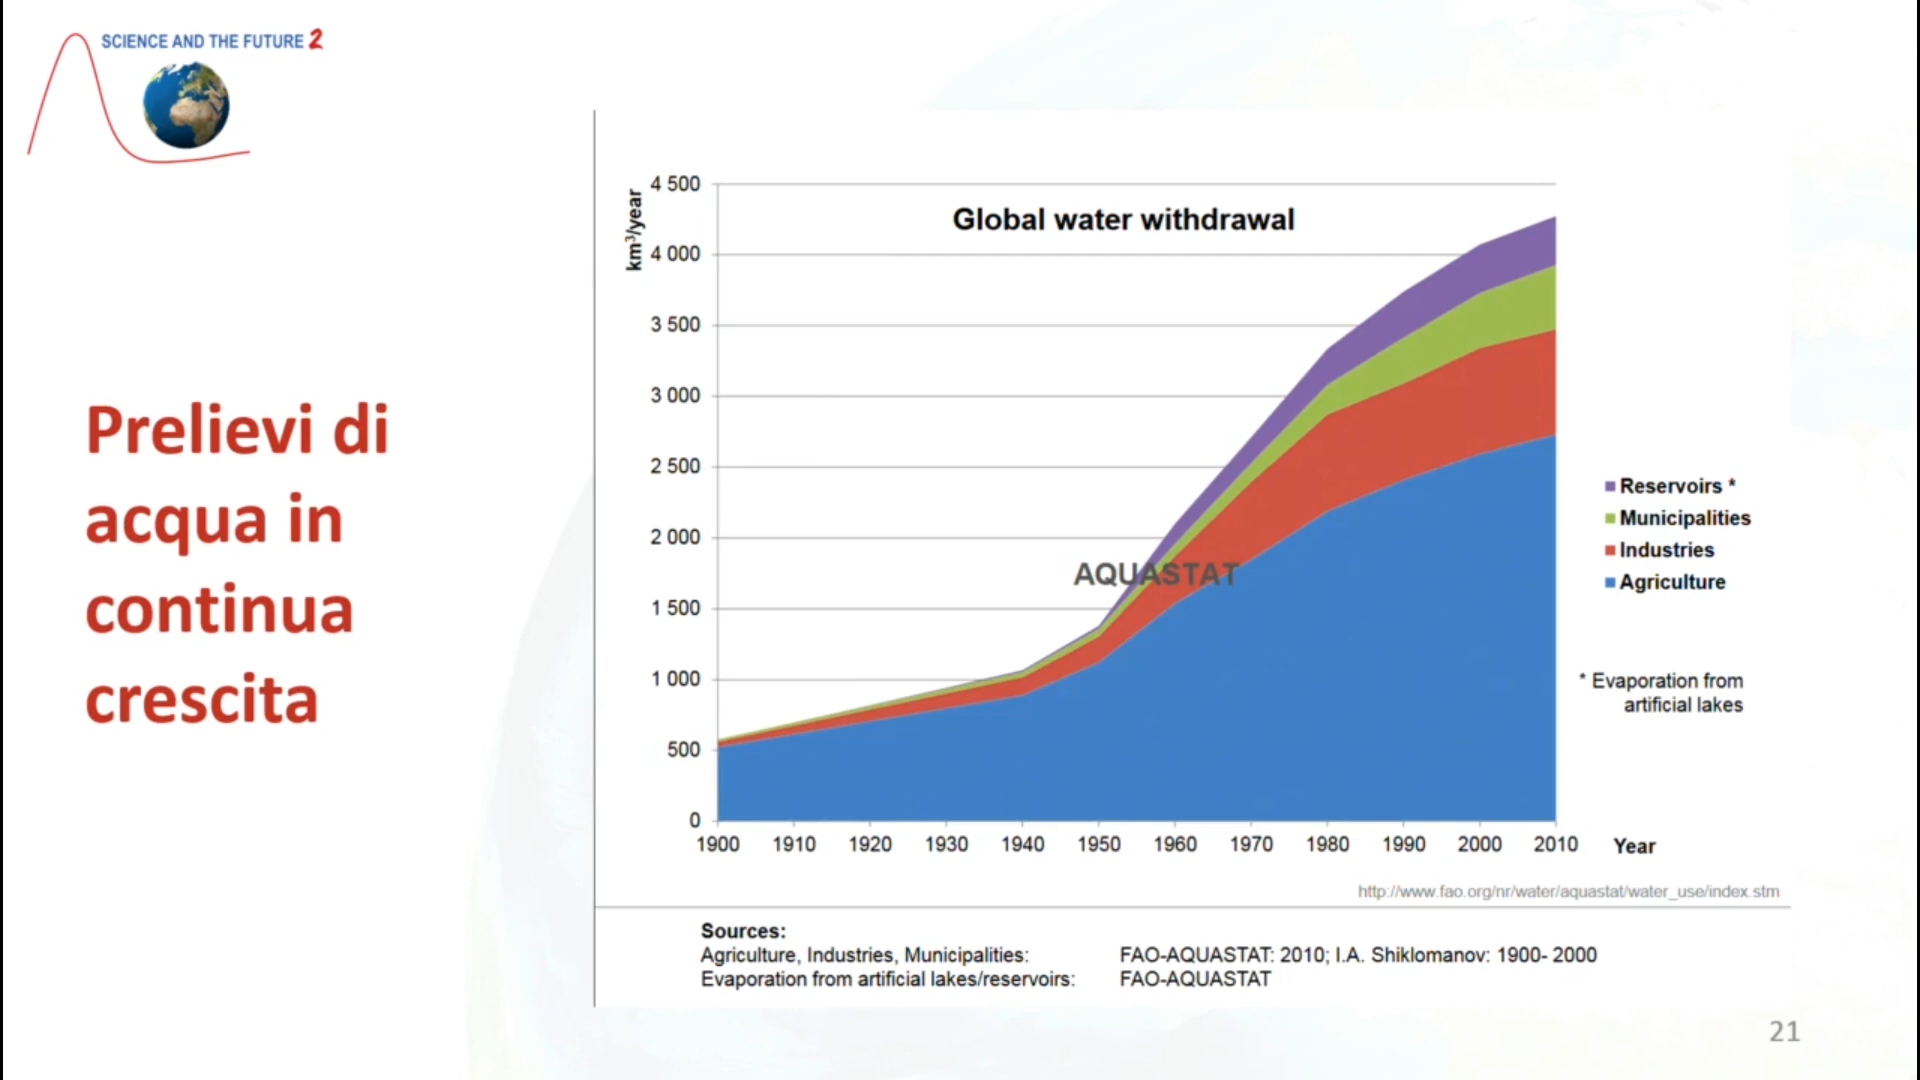 SCIENCE AND THE FUTURE 2
Prelievi di
acqua in
continua
crescita
Global water withdrawal
km³/year
4 500
4 000
3 500
3 000
2 500
2 000
1 500
1 000
500
0
1900 1910 1920 1930 1940 1950 1960 1970 1980 1990 2000 2010 Year
AQUASTAT
Reservoirs *
Municipalities
Industries
Agriculture
* Evaporation from
artificial lakes
http://www.fao.org/nr/water/aquastat/water_use/index.stm
Sources:
Agriculture, Industries, Municipalities: FAO-AQUASTAT: 2010; I.A. Shiklomanov: 1900- 2000
Evaporation from artificial lakes/reservoirs: FAO-AQUASTAT
21